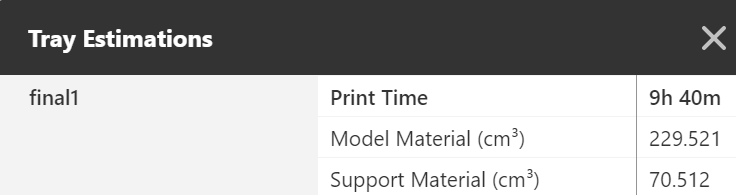 Tray Estimations
final1 Print Time 9h 40m
Model Material (cm³) 229.521
Support Material (cm³) 70.512